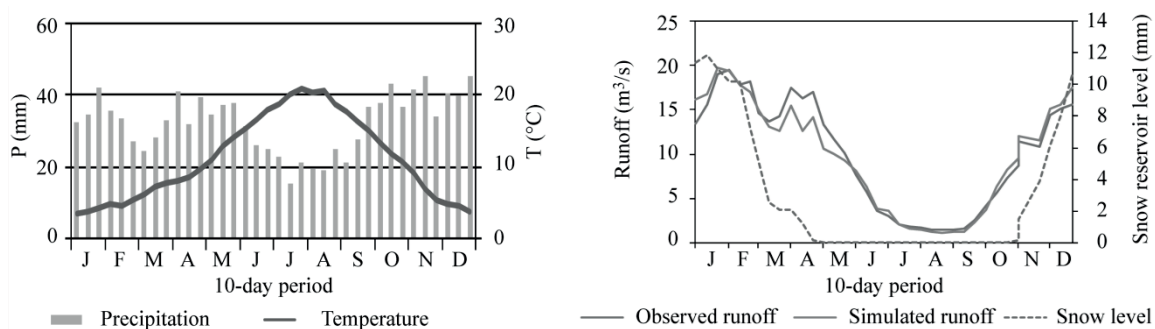 60
40
20
0
P (mm)
30
20
10
0
T (°C)
J F M A M J J A S O N D
10-day period
Precipitation Temperature
25
20
15
10
5
0
Runoff (m³/s)
14
12
10
8
6
4
2
0
Snow reservoir level (mm)
J F M A M J J A S O N D
10-day period
Observed runoff Simulated runoff Snow level